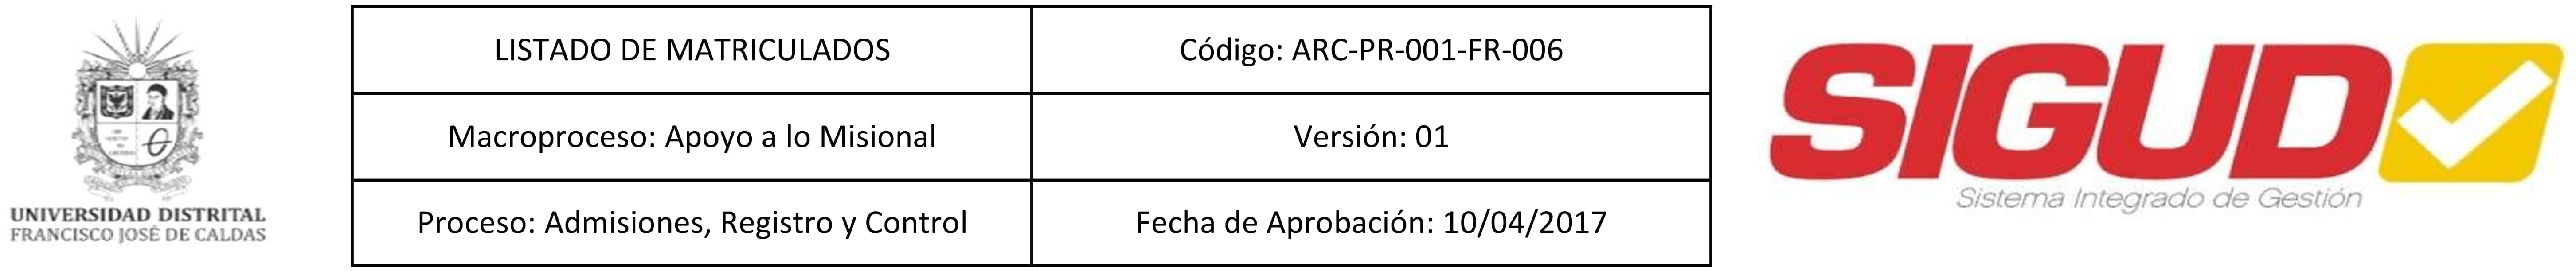 UNIVERSIDAD DISTRITAL
FRANCISCO JOSÉ DE CALDAS
LISTADO DE MATRICULADOS
Código: ARC-PR-001-FR-006
Macroproceso: Apoyo a lo Misional
Versión: 01
Proceso: Admisiones, Registro y Control
Fecha de Aprobación: 10/04/2017
SIGUD
Sistema Integrado de Gestión